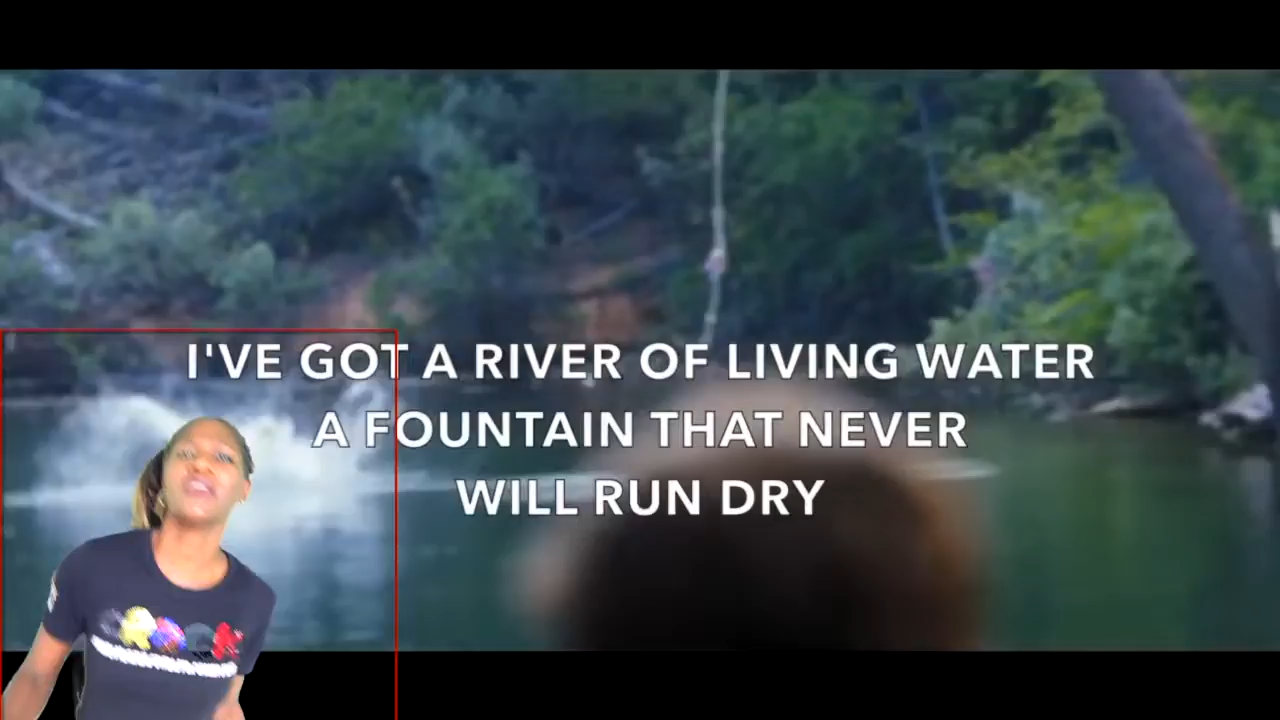 I'VE GOT A RIVER OF LIVING WATER
A FOUNTAIN THAT NEVER
WILL RUN DRY